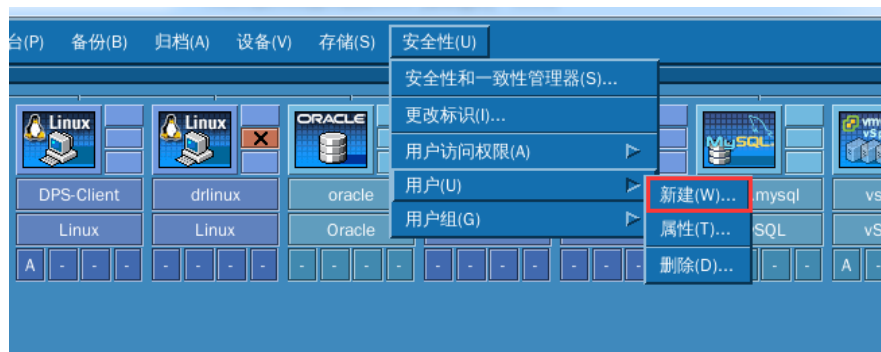 台(P) 备份(B) 归档(A) 设备(V) 存储(S) 安全性(U)
安全性和一致性管理器(S)...
更改标识(I)...
用户访问权限(A)
用户(U)
用户组(G)
新建(W)...
属性(T)...
删除(D)...
Linux Linux ORACLE MySQL vm
vSp
DPS-Client drlinux oracle .mysql vs
Linux Linux Oracle SQL vS
A - - - - - - - - - - - - - - - - - - - - - A -